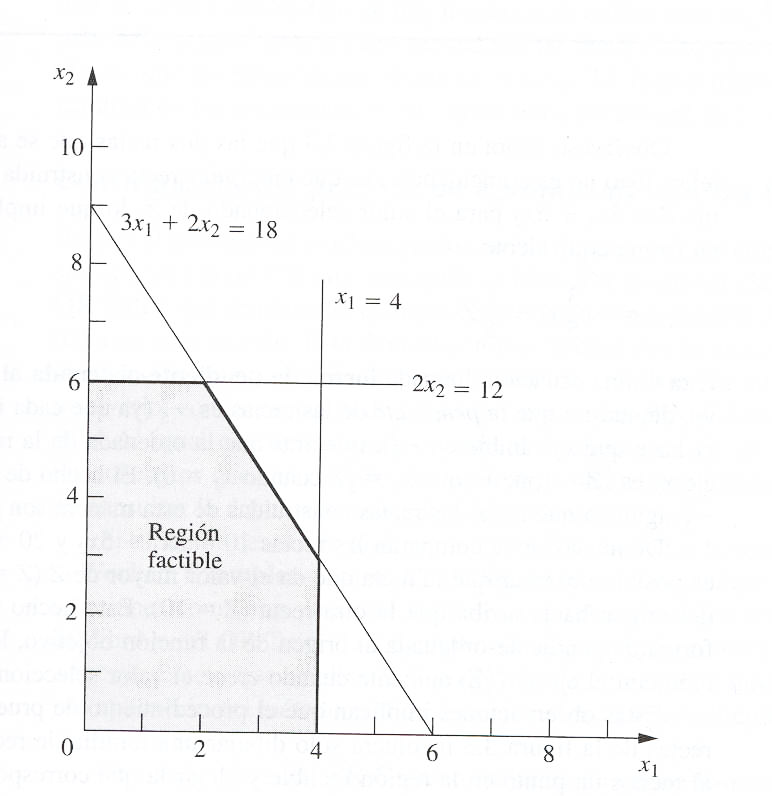 x₂
10
3x₁ + 2x₂ = 18
8
x₁ = 4
6
2x₂ = 12
4
Región
factible
2
0
2
4
6
8
x₁